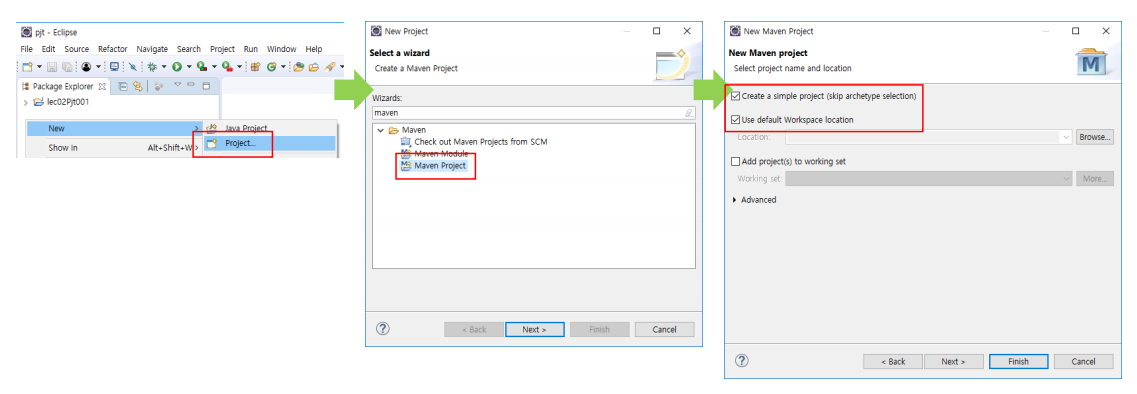 pjt - Eclipse
File Edit Source Refactor Navigate Search Project Run Window Help
Package Explorer
lec02Pjt001
New
Java Project
Project...
Show In Alt+Shift+W >
New Project
Select a wizard
Create a Maven Project
Wizards:
maven
Maven
Check out Maven Projects from SCM
Maven Module
Maven Project
< Back Next > Finish Cancel
New Maven Project
New Maven project
Select project name and location
M
Create a simple project (skip archetype selection)
Use default Workspace location
Location: Browse...
Add project(s) to working set
Working set: More...
Advanced
< Back Next > Finish Cancel